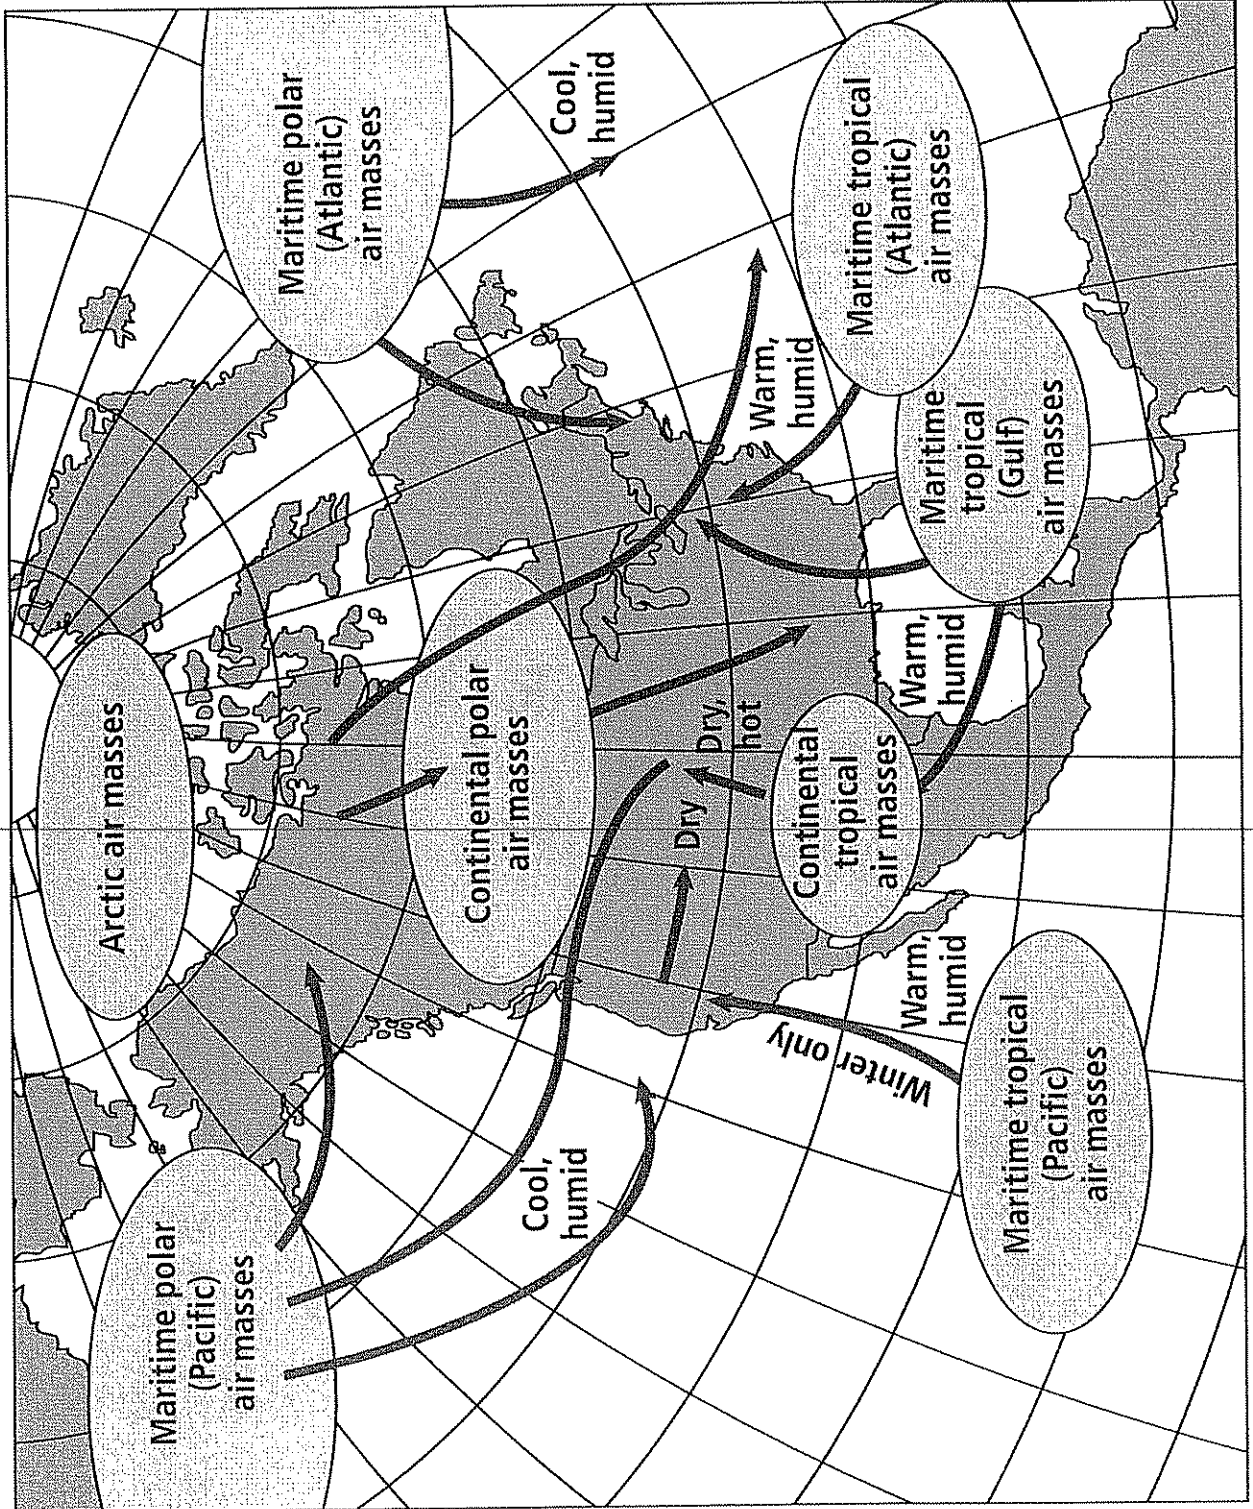 Maritime polar
(Pacific)
air masses
Arctic air masses
Maritime polar
(Atlantic)
air masses
Cool,
humid
Continental polar
air masses
Cool,
humid
Dry
Dry,
hot
Warm,
humid
Winter only
Warm,
humid
Continental
tropical
air masses
Warm,
humid
Maritime tropical
(Atlantic)
air masses
Maritime
tropical
(Gulf)
air masses
Maritime tropical
(Pacific)
air masses